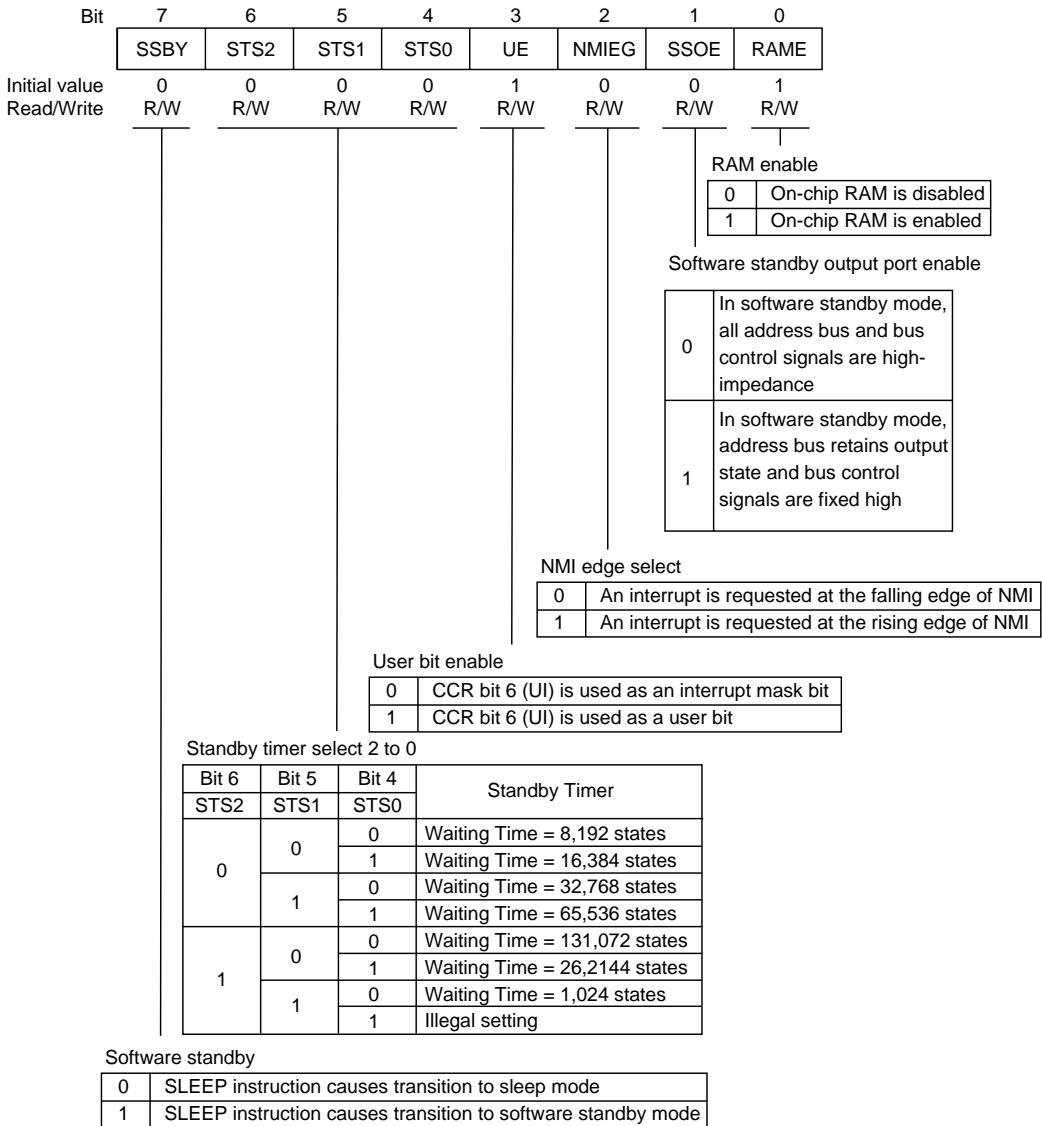 Bit 7 6 5 4 3 2 1 0
SSBY STS2 STS1 STS0 UE NMIEG SSOE RAME
Initial value 0 0 0 0 1 0 0 1
Read/Write R/W R/W R/W R/W R/W R/W R/W R/W
RAM enable
0 On-chip RAM is disabled
1 On-chip RAM is enabled
Software standby output port enable
0 In software standby mode,
all address bus and bus
control signals are high-
impedance
1 In software standby mode,
address bus retains output
state and bus control
signals are fixed high
NMI edge select
0 An interrupt is requested at the falling edge of NMI
1 An interrupt is requested at the rising edge of NMI
User bit enable
0 CCR bit 6 (UI) is used as an interrupt mask bit
1 CCR bit 6 (UI) is used as a user bit
Standby timer select 2 to 0
Bit 6 Bit 5 Bit 4 Standby Timer
STS2 STS1 STS0
0 0 0 Waiting Time = 8,192 states
1 Waiting Time = 16,384 states
1 0 Waiting Time = 32,768 states
1 Waiting Time = 65,536 states
1 0 0 Waiting Time = 131,072 states
1 Waiting Time = 26,2144 states
1 0 Waiting Time = 1,024 states
1 Illegal setting
Software standby
0 SLEEP instruction causes transition to sleep mode
1 SLEEP instruction causes transition to software standby mode